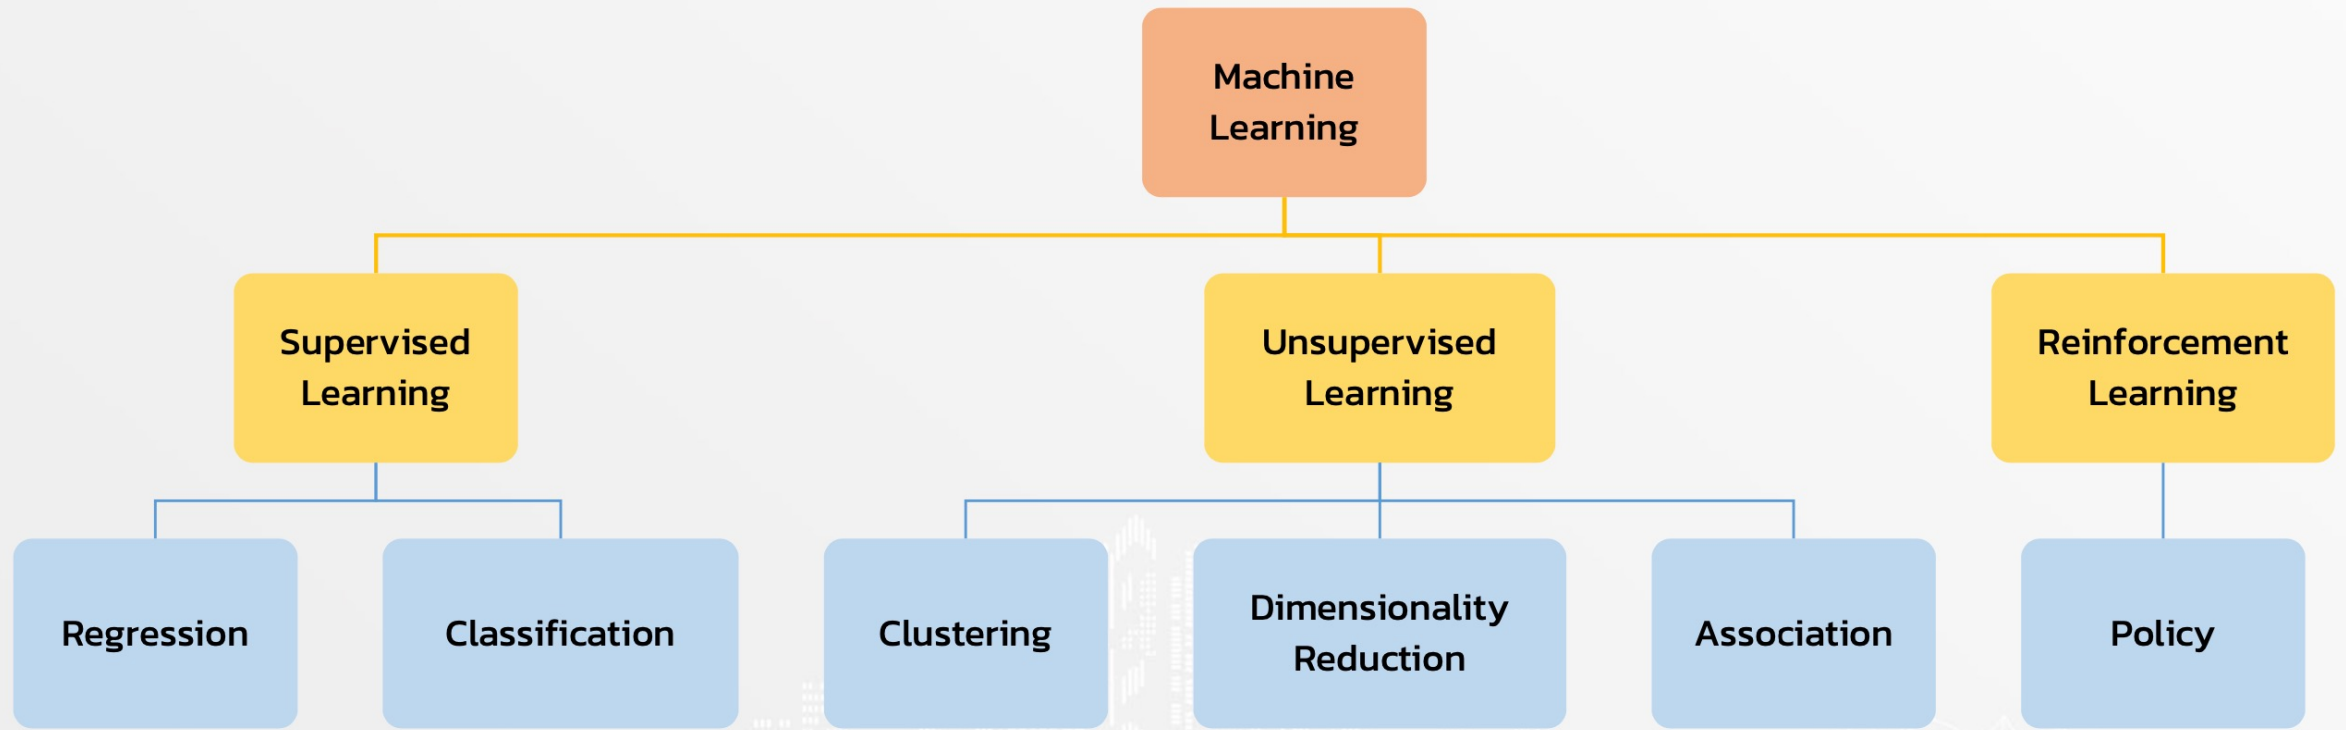 Machine
Learning
Supervised
Learning
Unsupervised
Learning
Reinforcement
Learning
Regression
Classification
Clustering
Dimensionality
Reduction
Association
Policy